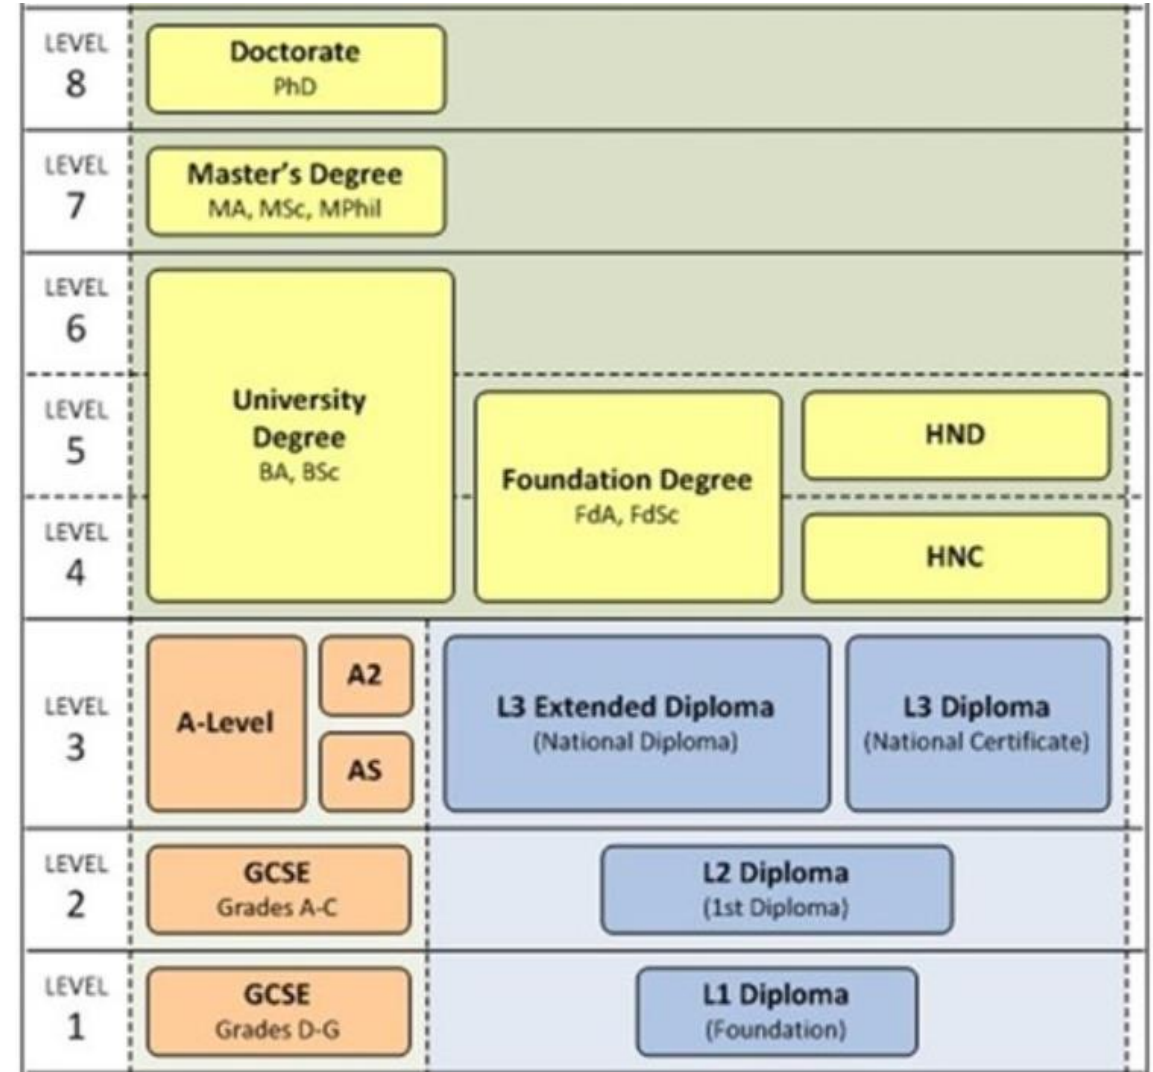 LEVEL
8
Doctorate
PhD
LEVEL
7
Master's Degree
MA, MSc, MPhil
LEVEL
6
University
Degree
BA, BSc
LEVEL
5
Foundation Degree
FdA, FdSc
HND
LEVEL
4
HNC
LEVEL
3
A-Level
A2
AS
L3 Extended Diploma
(National Diploma)
L3 Diploma
(National Certificate)
LEVEL
2
GCSE
Grades A-C
L2 Diploma
(1st Diploma)
LEVEL
1
GCSE
Grades D-G
L1 Diploma
(Foundation)